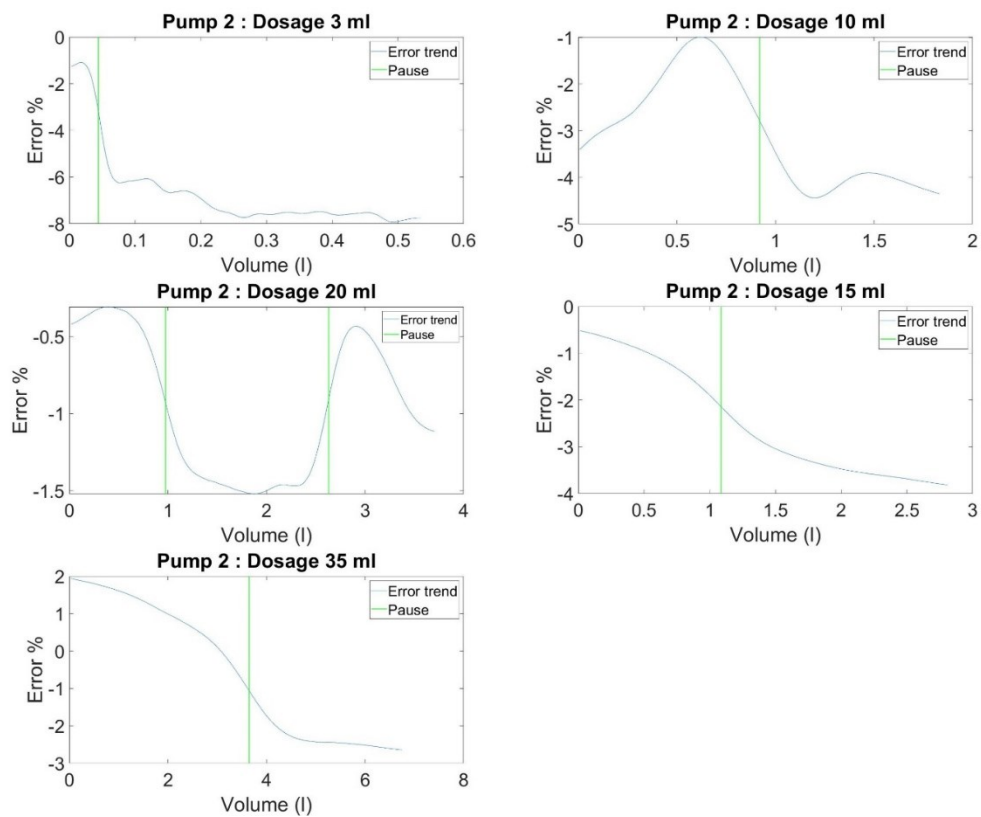 Pump 2 : Dosage 3 ml
Error %
0
-2
-4
-6
-8
Error trend
Pause
0 0.1 0.2 0.3 0.4 0.5 0.6
Volume (l)
Pump 2 : Dosage 10 ml
Error %
-1
-2
-3
-4
-5
Error trend
Pause
0 0.5 1 1.5 2
Volume (l)
Pump 2 : Dosage 20 ml
Error %
-0.5
-1
-1.5
Error trend
Pause
0 1 2 3 4
Volume (l)
Pump 2 : Dosage 15 ml
Error %
0
-1
-2
-3
-4
Error trend
Pause
0 0.5 1 1.5 2 2.5 3
Volume (l)
Pump 2 : Dosage 35 ml
Error %
2
1
0
-1
-2
-3
Error trend
Pause
0 2 4 6 8
Volume (l)